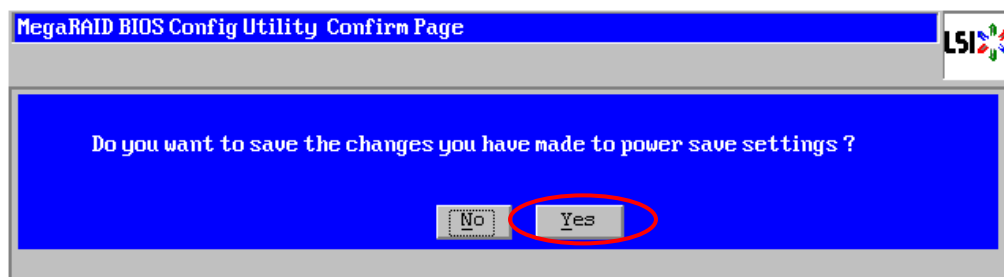 MegaRAID BIOS Config Utility Confirm Page
LSI
Do you want to save the changes you have made to power save settings ?
No
Yes